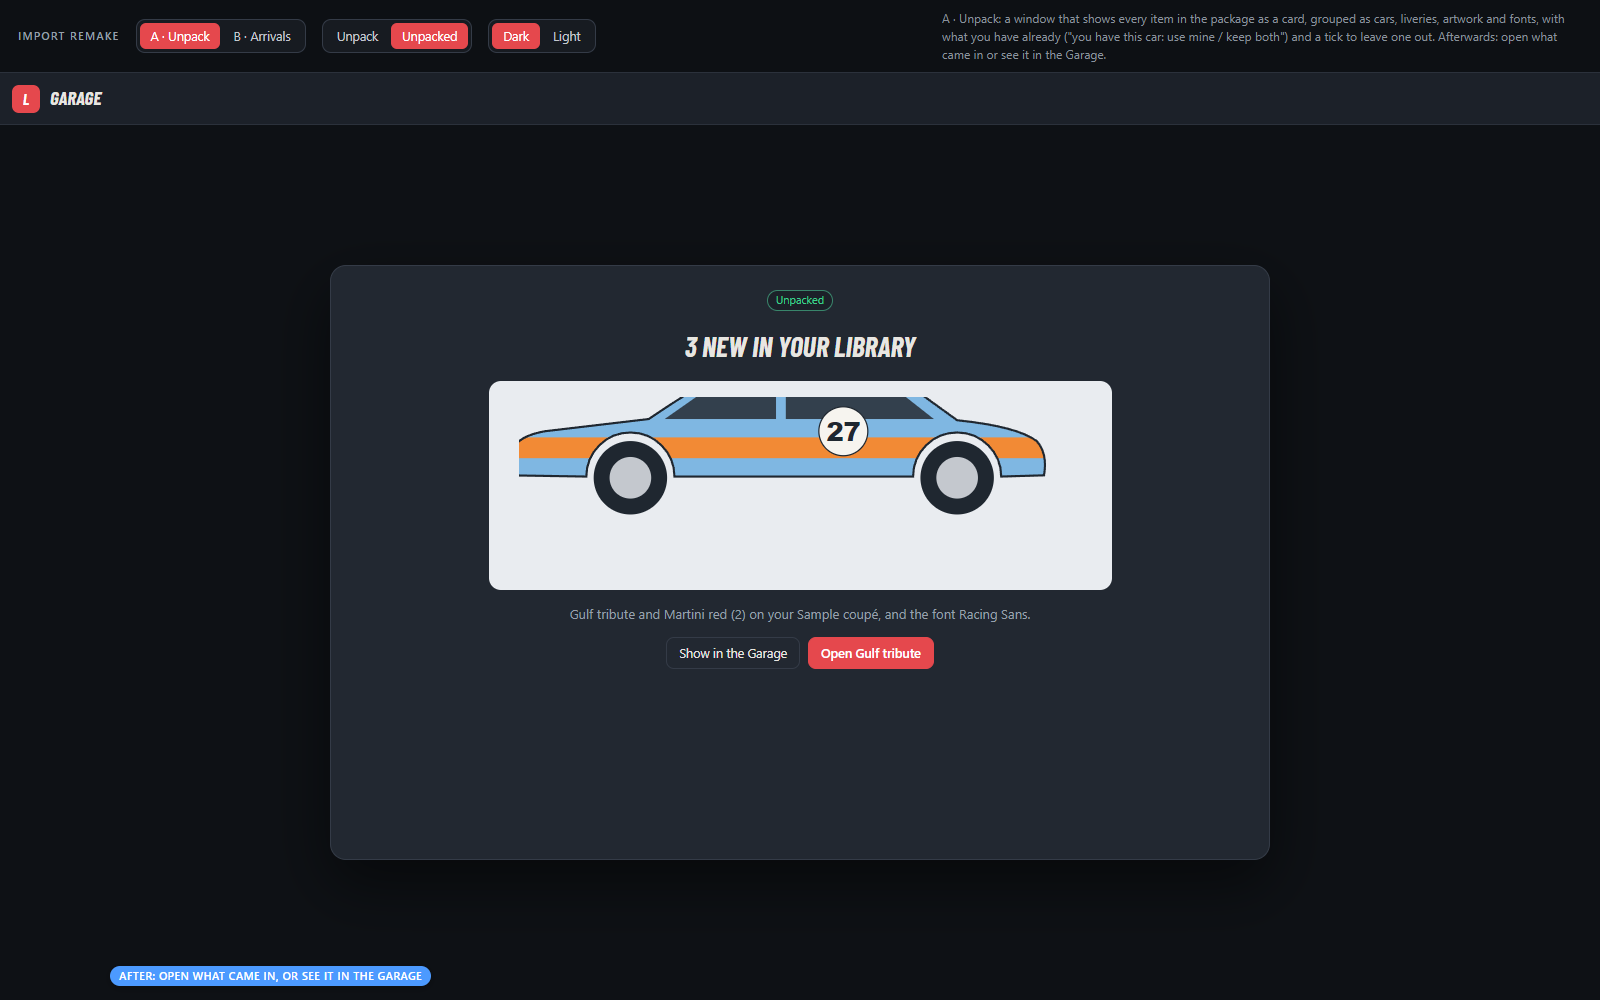 IMPORT REMAKE
A · Unpack
B · Arrivals
Unpack
Unpacked
Dark
Light
A · Unpack: a window that shows every item in the package as a card, grouped as cars, liveries, artwork and fonts, with
what you have already ("you have this car: use mine / keep both") and a tick to leave one out. Afterwards: open what
came in or see it in the Garage.
L
GARAGE
Unpacked
3 NEW IN YOUR LIBRARY
27
Gulf tribute and Martini red (2) on your Sample coupé, and the font Racing Sans.
Show in the Garage
Open Gulf tribute
AFTER: OPEN WHAT CAME IN, OR SEE IT IN THE GARAGE